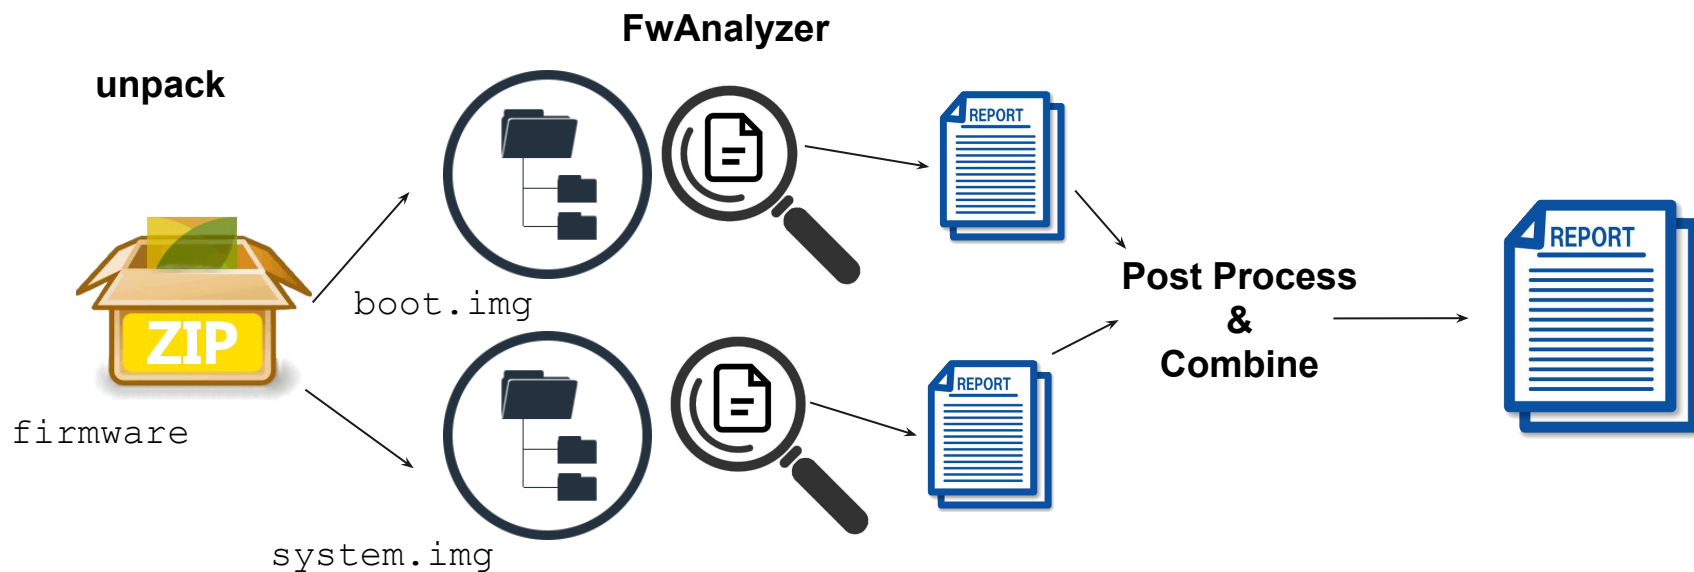 FwAnalyzer
unpack
REPORT
boot.img
REPORT
Post Process
&
Combine
ZIP
REPORT
firmware
system.img